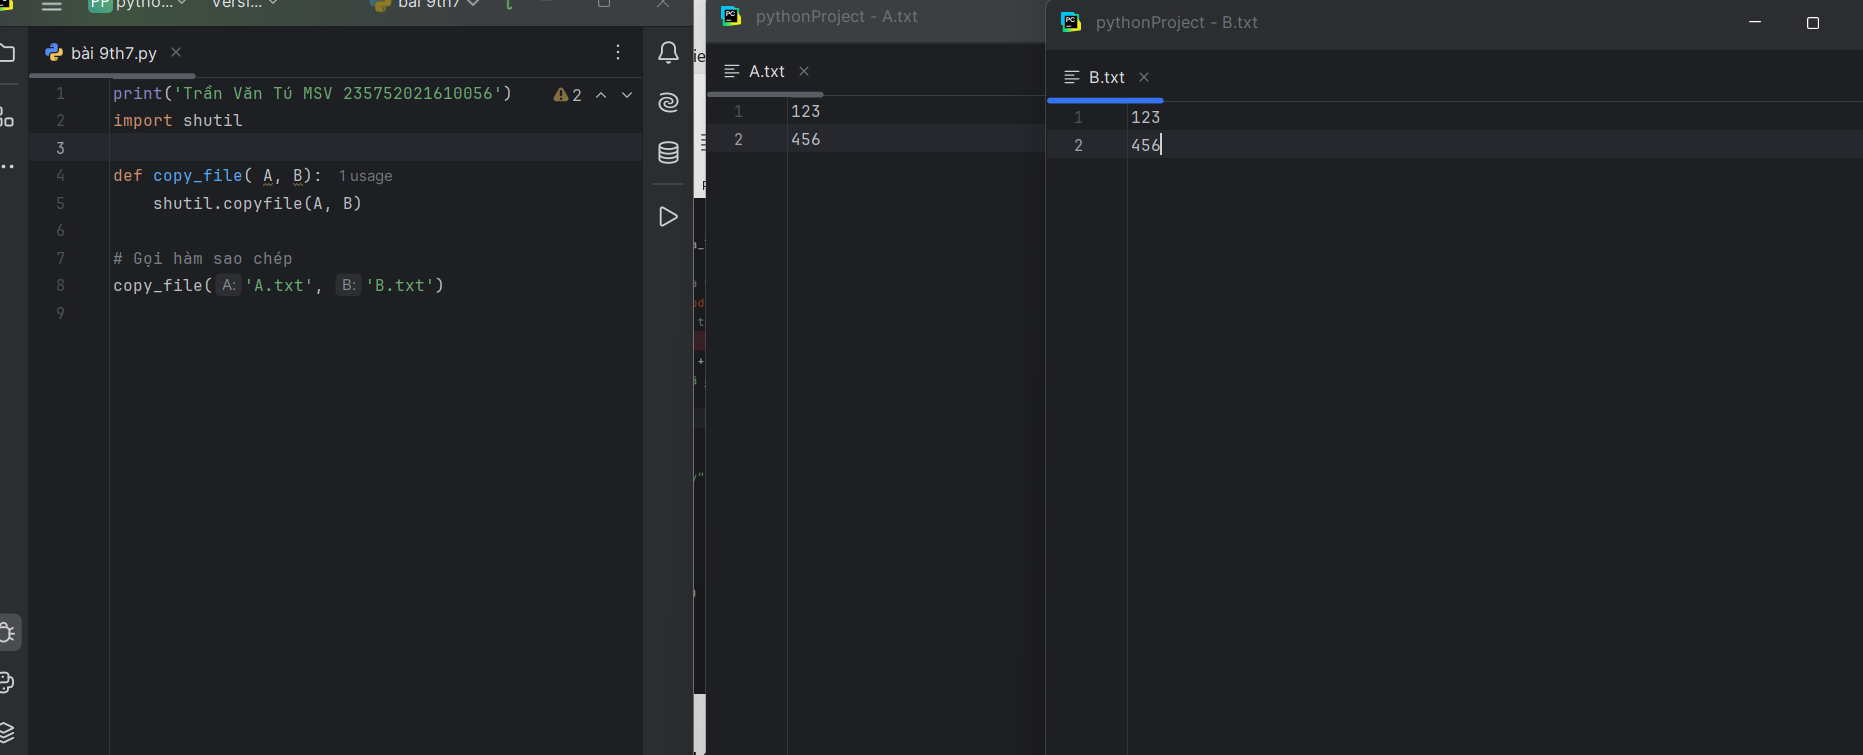 PP pytho...
Versi...
bài 9th7
bài 9th7.py
1 print('Trần Văn Tú MSV 235752021610056') 2
2 import shutil
3
4 def copy_file( A, B): 1 usage
5 shutil.copyfile(A, B)
6
7 # Gọi hàm sao chép
8 copy_file( A: 'A.txt', B: 'B.txt')
9
pythonProject - A.txt
A.txt
1 123
2 456
pythonProject - B.txt
B.txt
1 123
2 456